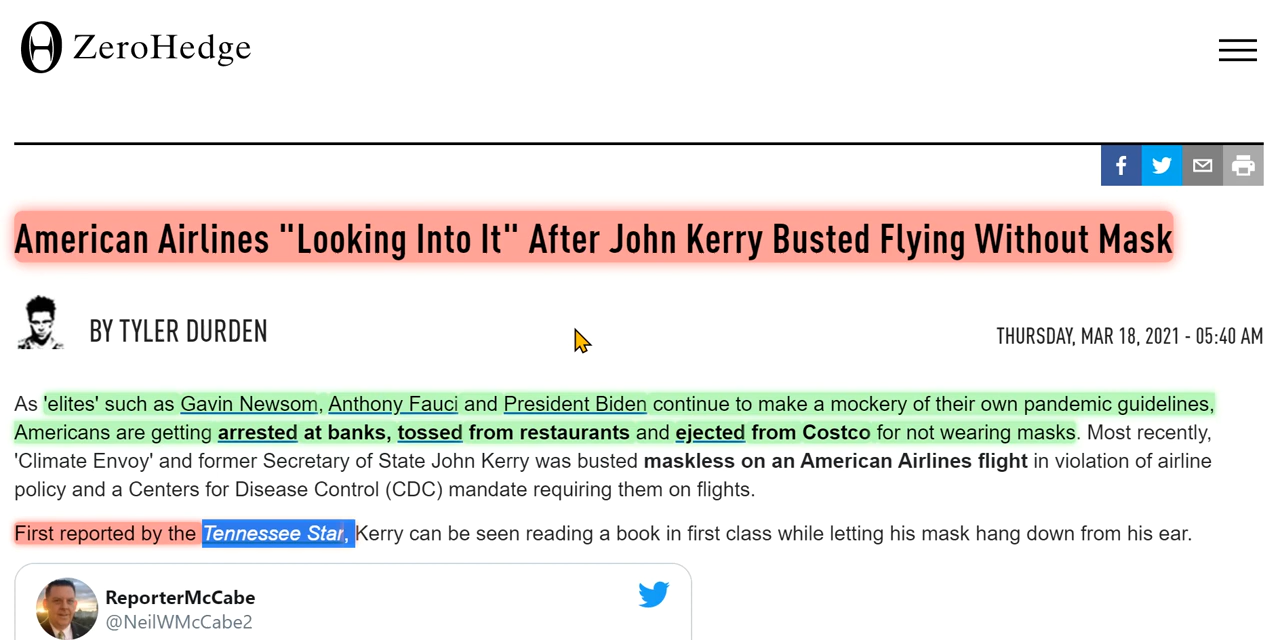 ZeroHedge
American Airlines "Looking Into It" After John Kerry Busted Flying Without Mask
BY TYLER DURDEN
THURSDAY, MAR 18, 2021 - 05:40 AM
As 'elites' such as Gavin Newsom, Anthony Fauci and President Biden continue to make a mockery of their own pandemic guidelines,
Americans are getting arrested at banks, tossed from restaurants and ejected from Costco for not wearing masks. Most recently,
'Climate Envoy' and former Secretary of State John Kerry was busted maskless on an American Airlines flight in violation of airline
policy and a Centers for Disease Control (CDC) mandate requiring them on flights.
First reported by the Tennessee Star, Kerry can be seen reading a book in first class while letting his mask hang down from his ear.
ReporterMcCabe
@NeilWMcCabe2